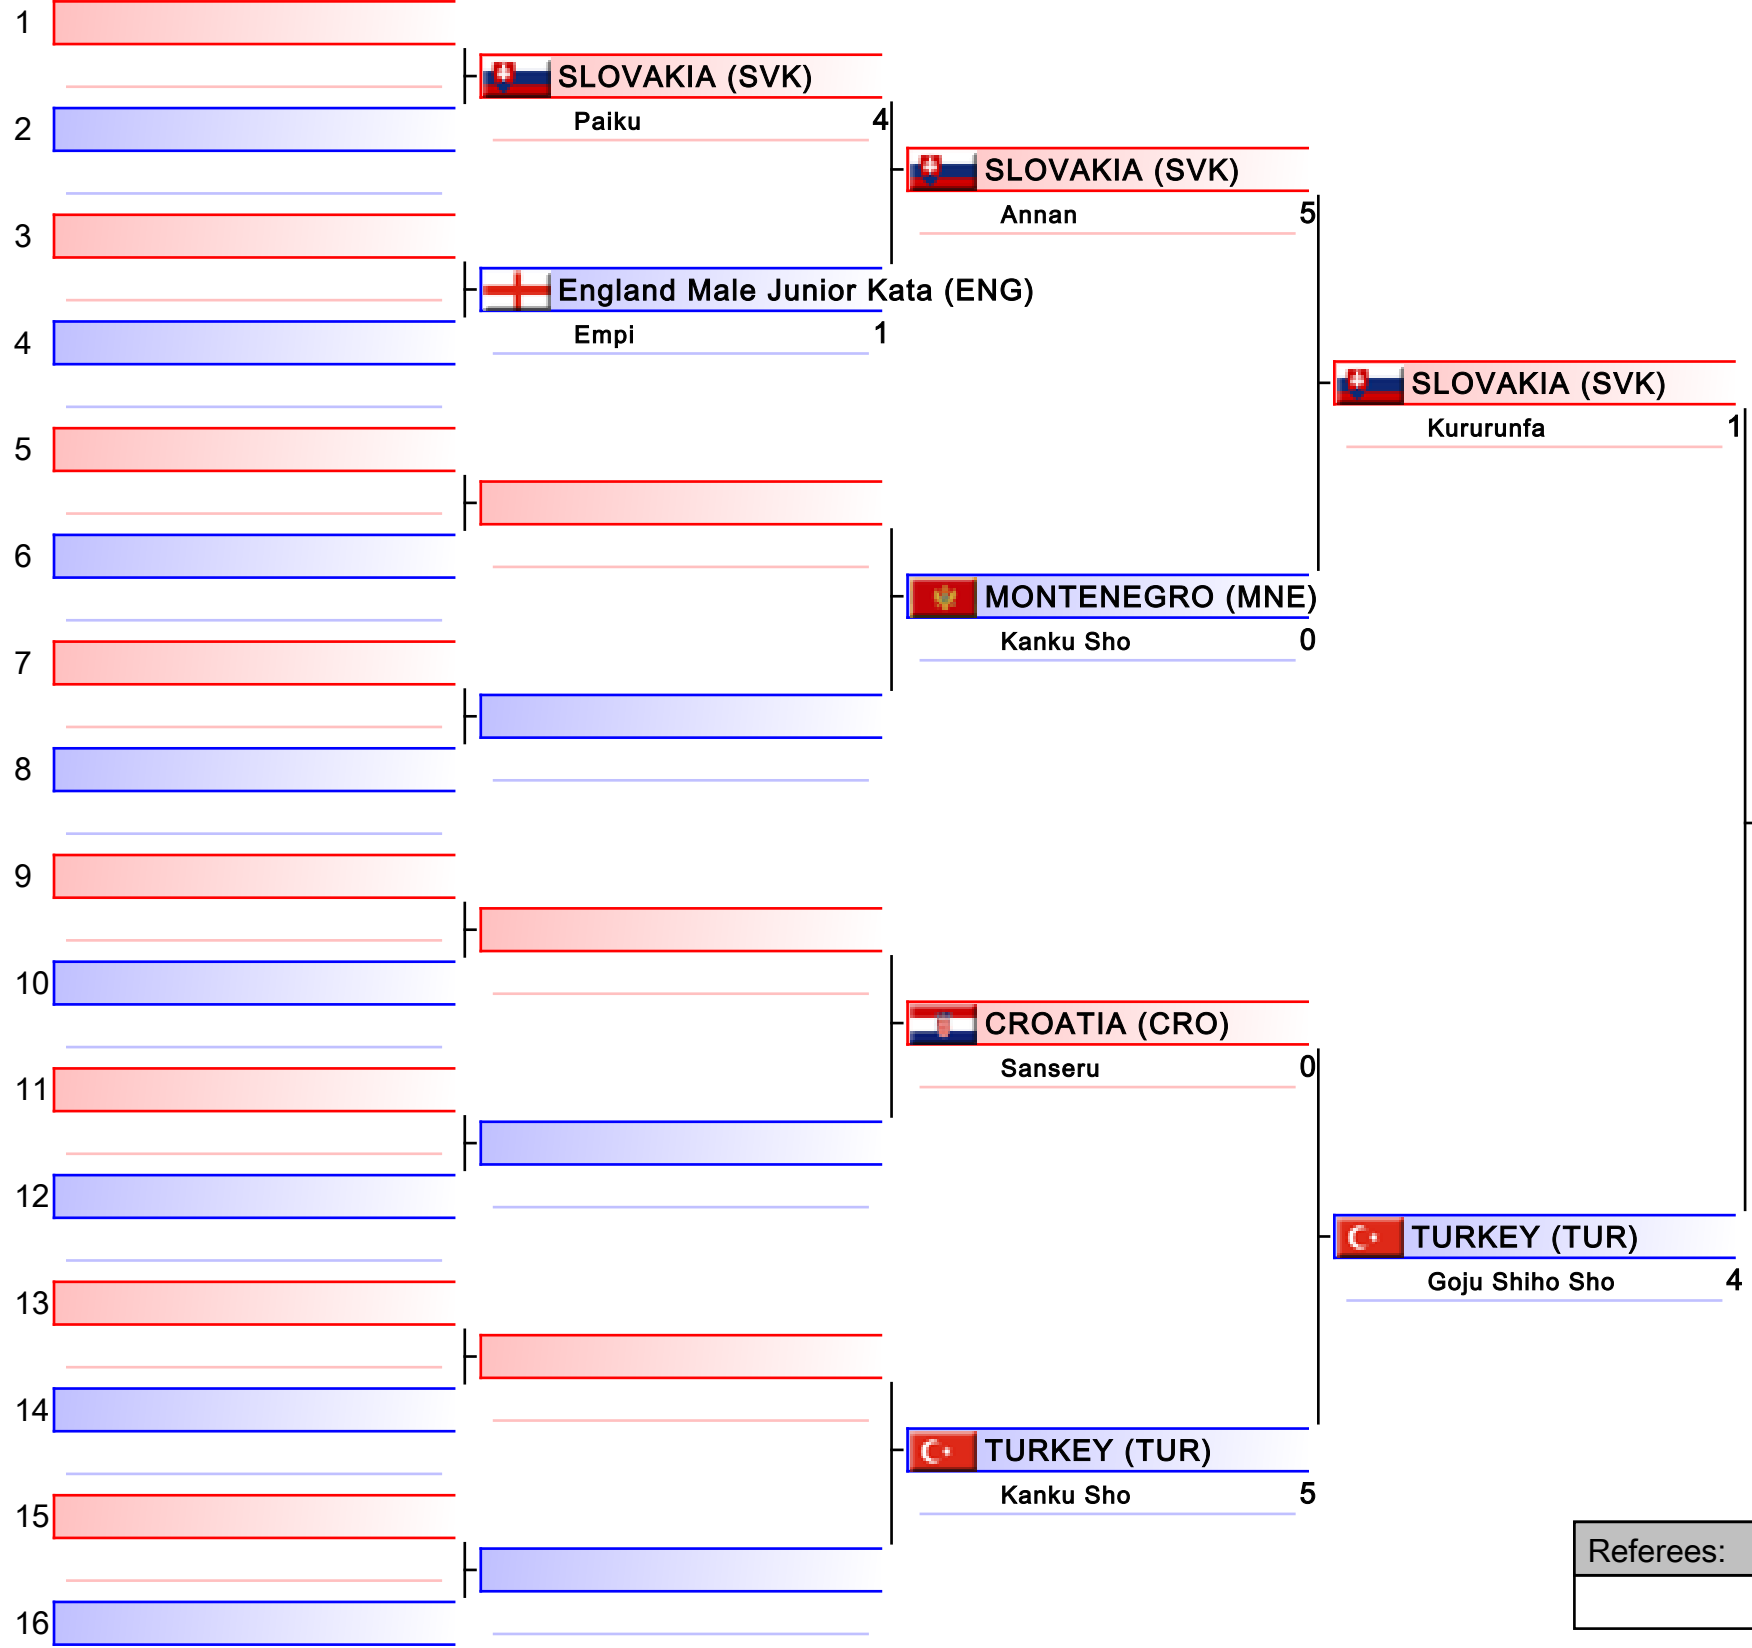 1
SLOVAKIA (SVK)
Paiku 4
2
SLOVAKIA (SVK)
Annan 5
3
England Male Junior Kata (ENG)
Empi 1
4
SLOVAKIA (SVK)
Kururunfa 1
5
6
MONTENEGRO (MNE)
Kanku Sho 0
7
8
9
10
CROATIA (CRO)
Sanseru 0
11
12
TURKEY (TUR)
Goju Shiho Sho 4
13
14
TURKEY (TUR)
Kanku Sho 5
15
Referees:
16